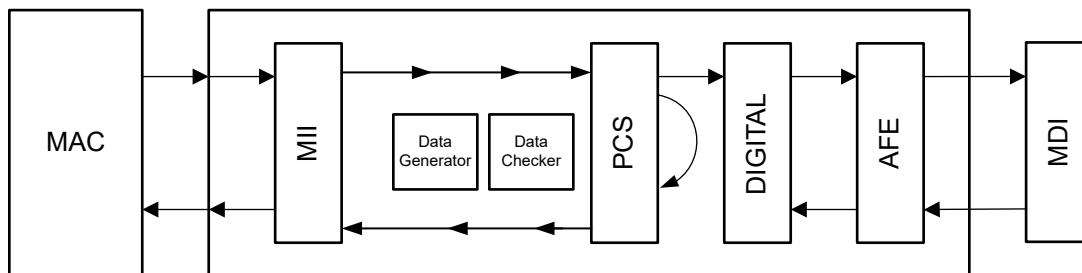 MAC
MII
Data
Generator
Data
Checker
PCS
DIGITAL
AFE
MDI